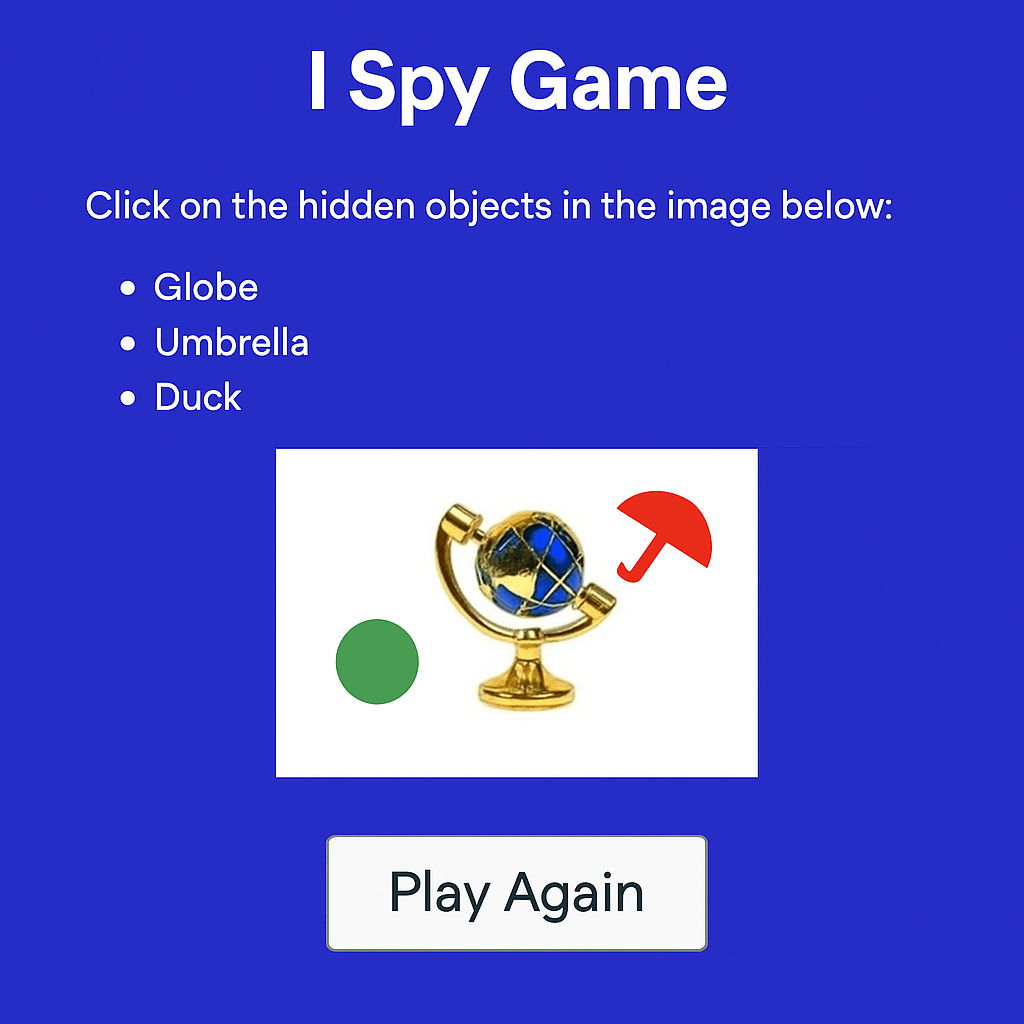 I Spy Game
Click on the hidden objects in the image below:
• Globe
• Umbrella
• Duck
Play Again